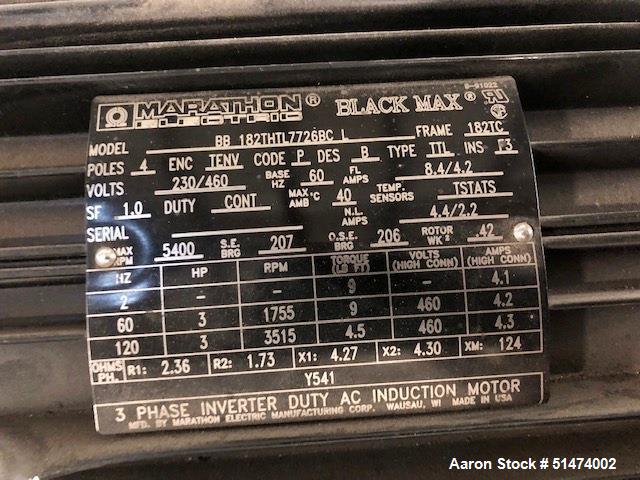 B-91022
MARATHON® BLACK MAX®
ELECTRIC
MODEL BB 182THTL7726BC L FRAME 182TC
POLES 4 ENC TENV CODE P DES B TYPE TTL INS
VOLTS 230/460 BASE HZ 60 FL AMPS 8.4/4.2
SF 1.0 DUTY CONT MAX AMB °C 40 TEMP. SENSORS TSTATS
SERIAL N.L. AMPS 4.4/2.2
MAX RPM 5400 S.E. BRG 207 O.S.E. BRG 206 ROTOR WK² .42
HZ HP RPM TORQUE (LB FT) VOLTS (HIGH CONN) AMPS (HIGH CONN)
2 - - 9 - 4.1
60 3 1755 9 460 4.2
120 3 3515 4.5 460 4.3
OHMS PH. R1: 2.36 R2: 1.73 X1: 4.27 X2: 4.30 XM: 124
Y541
3 PHASE INVERTER DUTY AC INDUCTION MOTOR
MFD. BY MARATHON ELECTRIC MANUFACTURING CORP. WAUSAU, WI MADE IN USA
Aaron Stock # 51474002